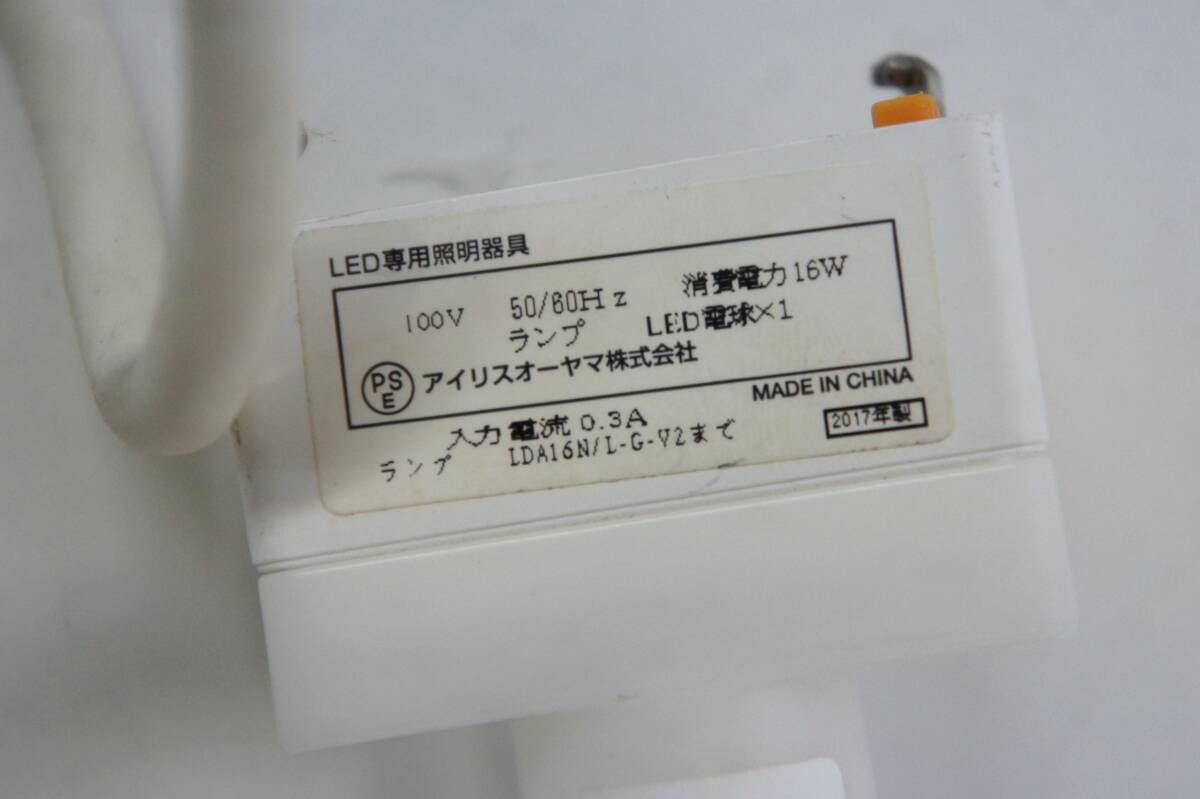 LED専用照明器具
100V 50/60Hz 消費電力16W
ランプ LED電球×1
PSE アイリスオーヤマ株式会社
MADE IN CHINA
入力電流 0.3A
2017年製
ランプ LDA16N/L-G-V2まで